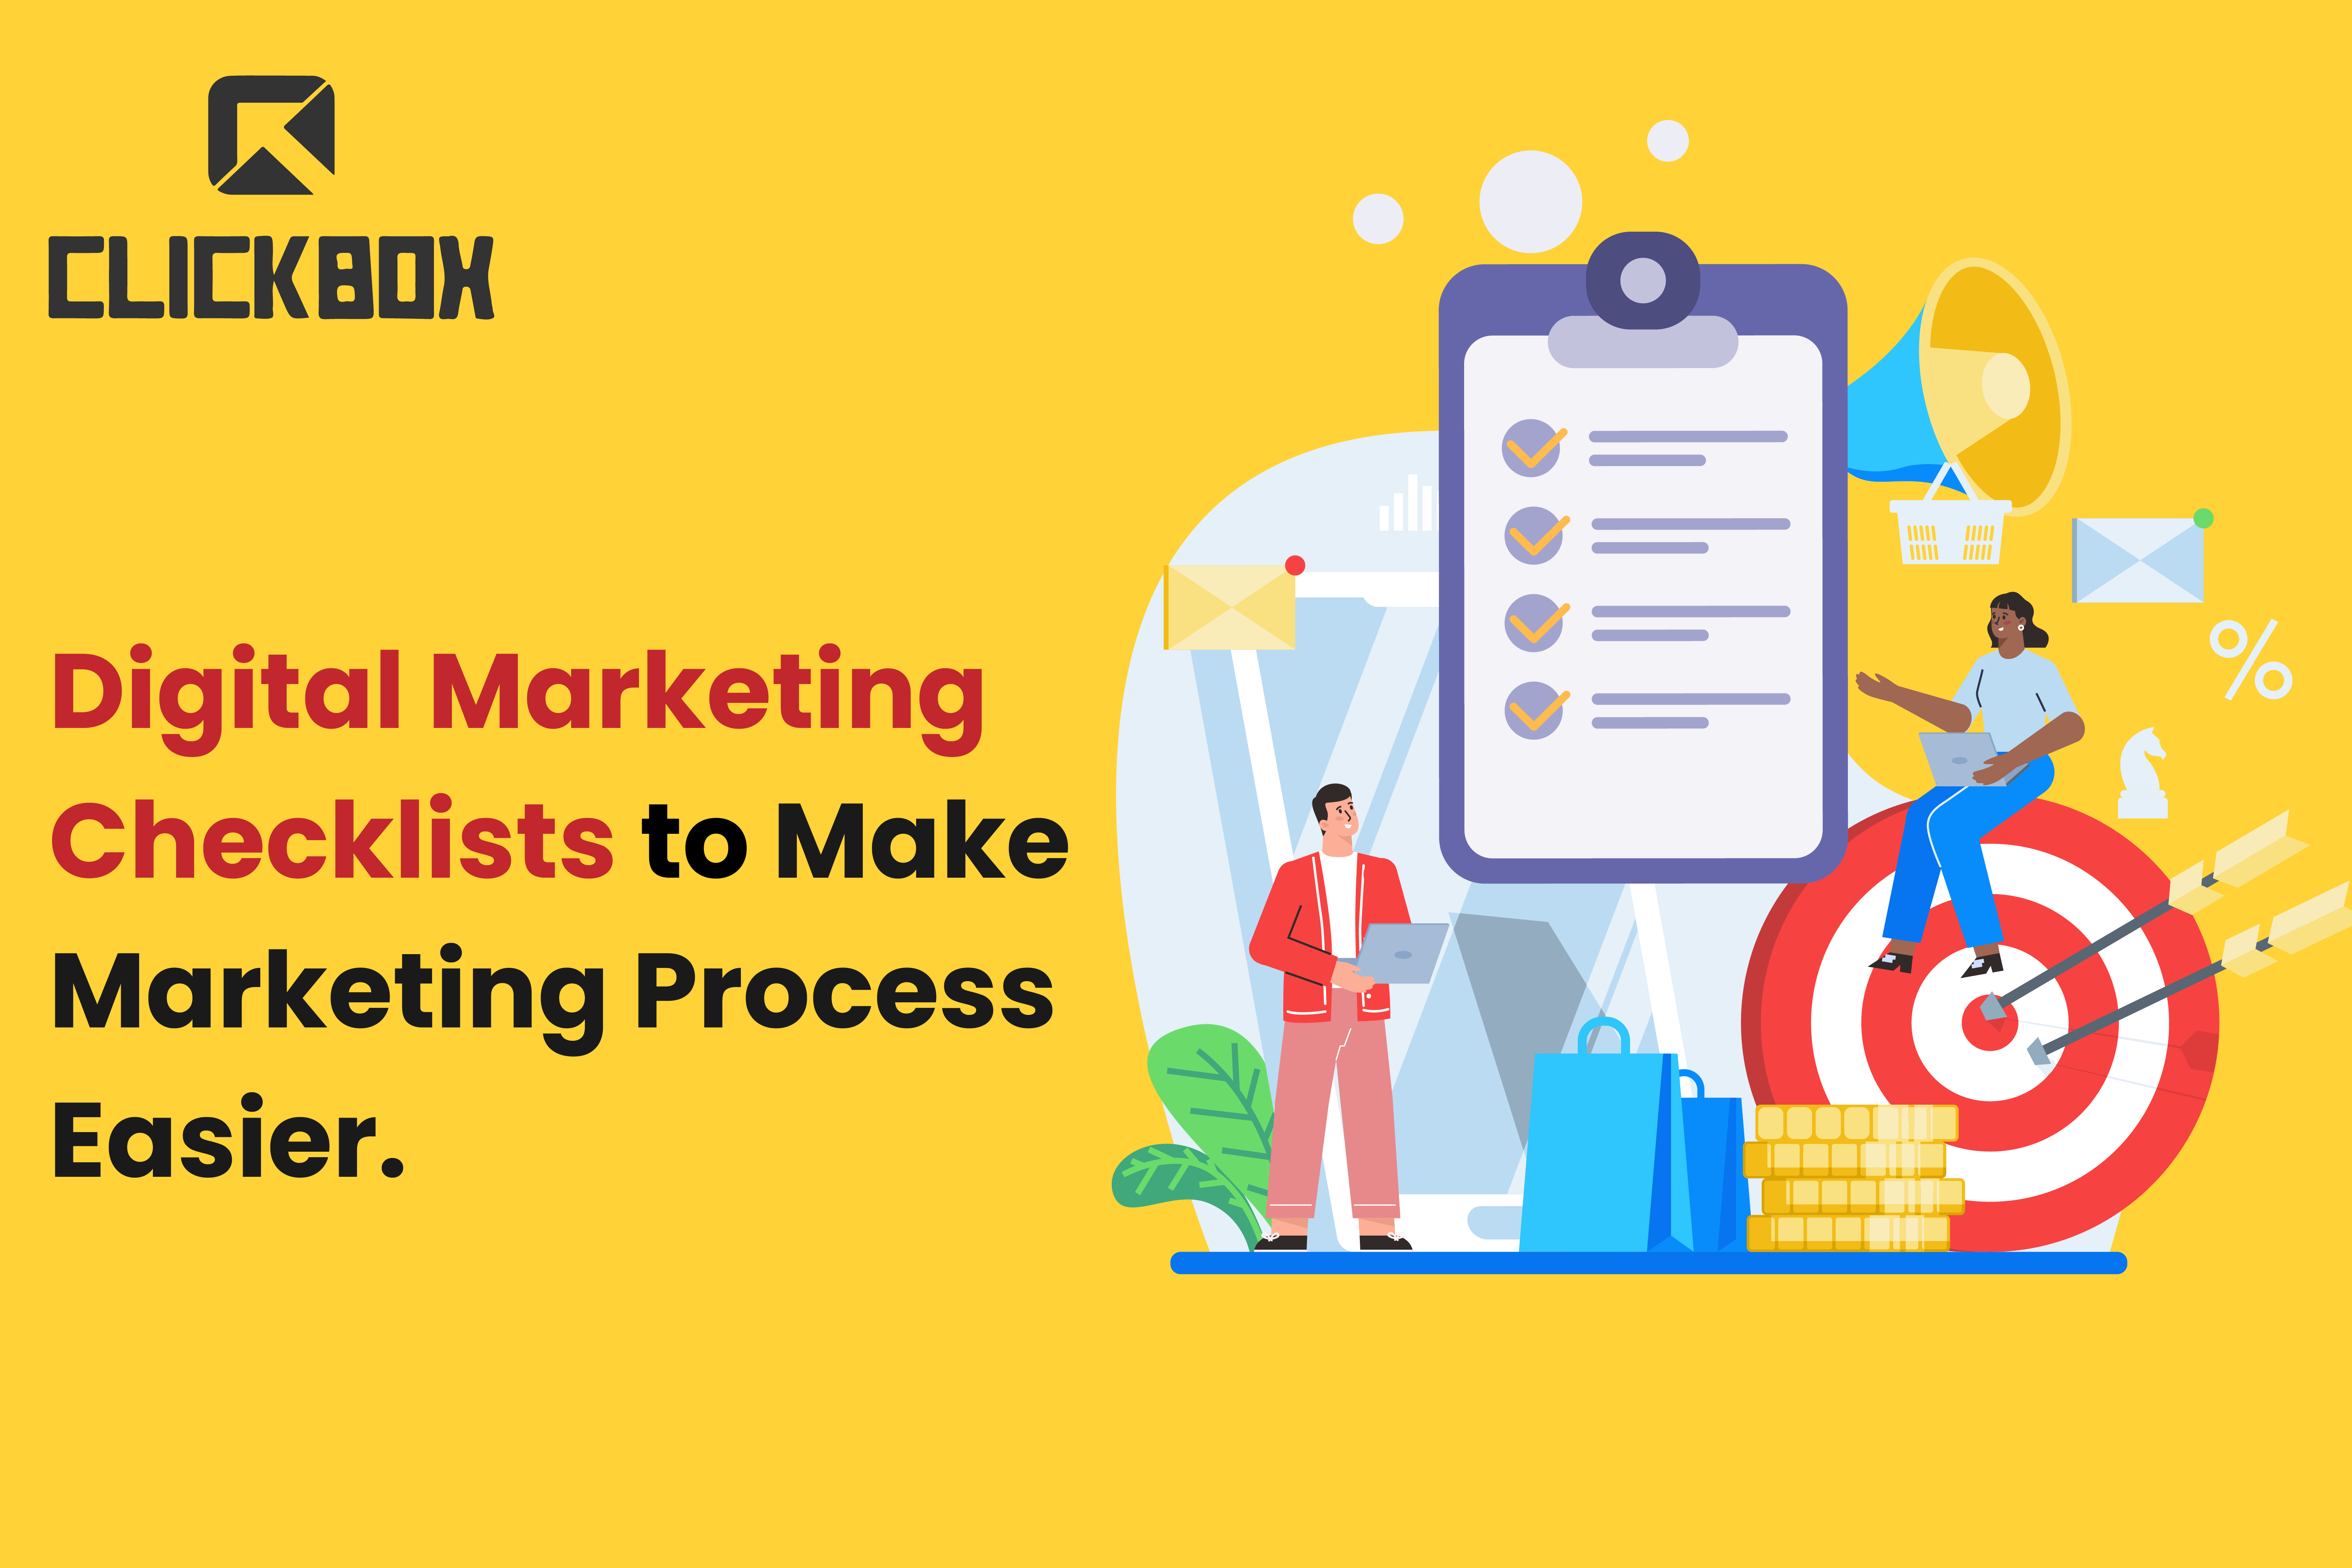 CLICKBOX
Digital Marketing
Checklists to Make
Marketing Process
Easier.
%